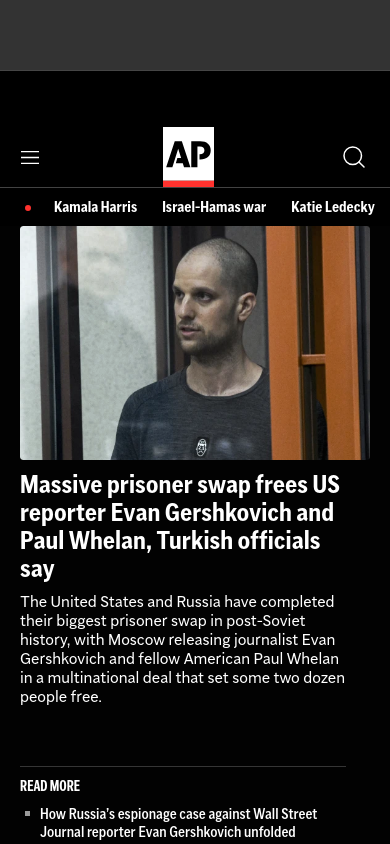 AP
Kamala Harris Israel-Hamas war Katie Ledecky
Massive prisoner swap frees US
reporter Evan Gershkovich and
Paul Whelan, Turkish officials
say
The United States and Russia have completed
their biggest prisoner swap in post-Soviet
history, with Moscow releasing journalist Evan
Gershkovich and fellow American Paul Whelan
in a multinational deal that set some two dozen
people free.
READ MORE
How Russia's espionage case against Wall Street
Journal reporter Evan Gershkovich unfolded